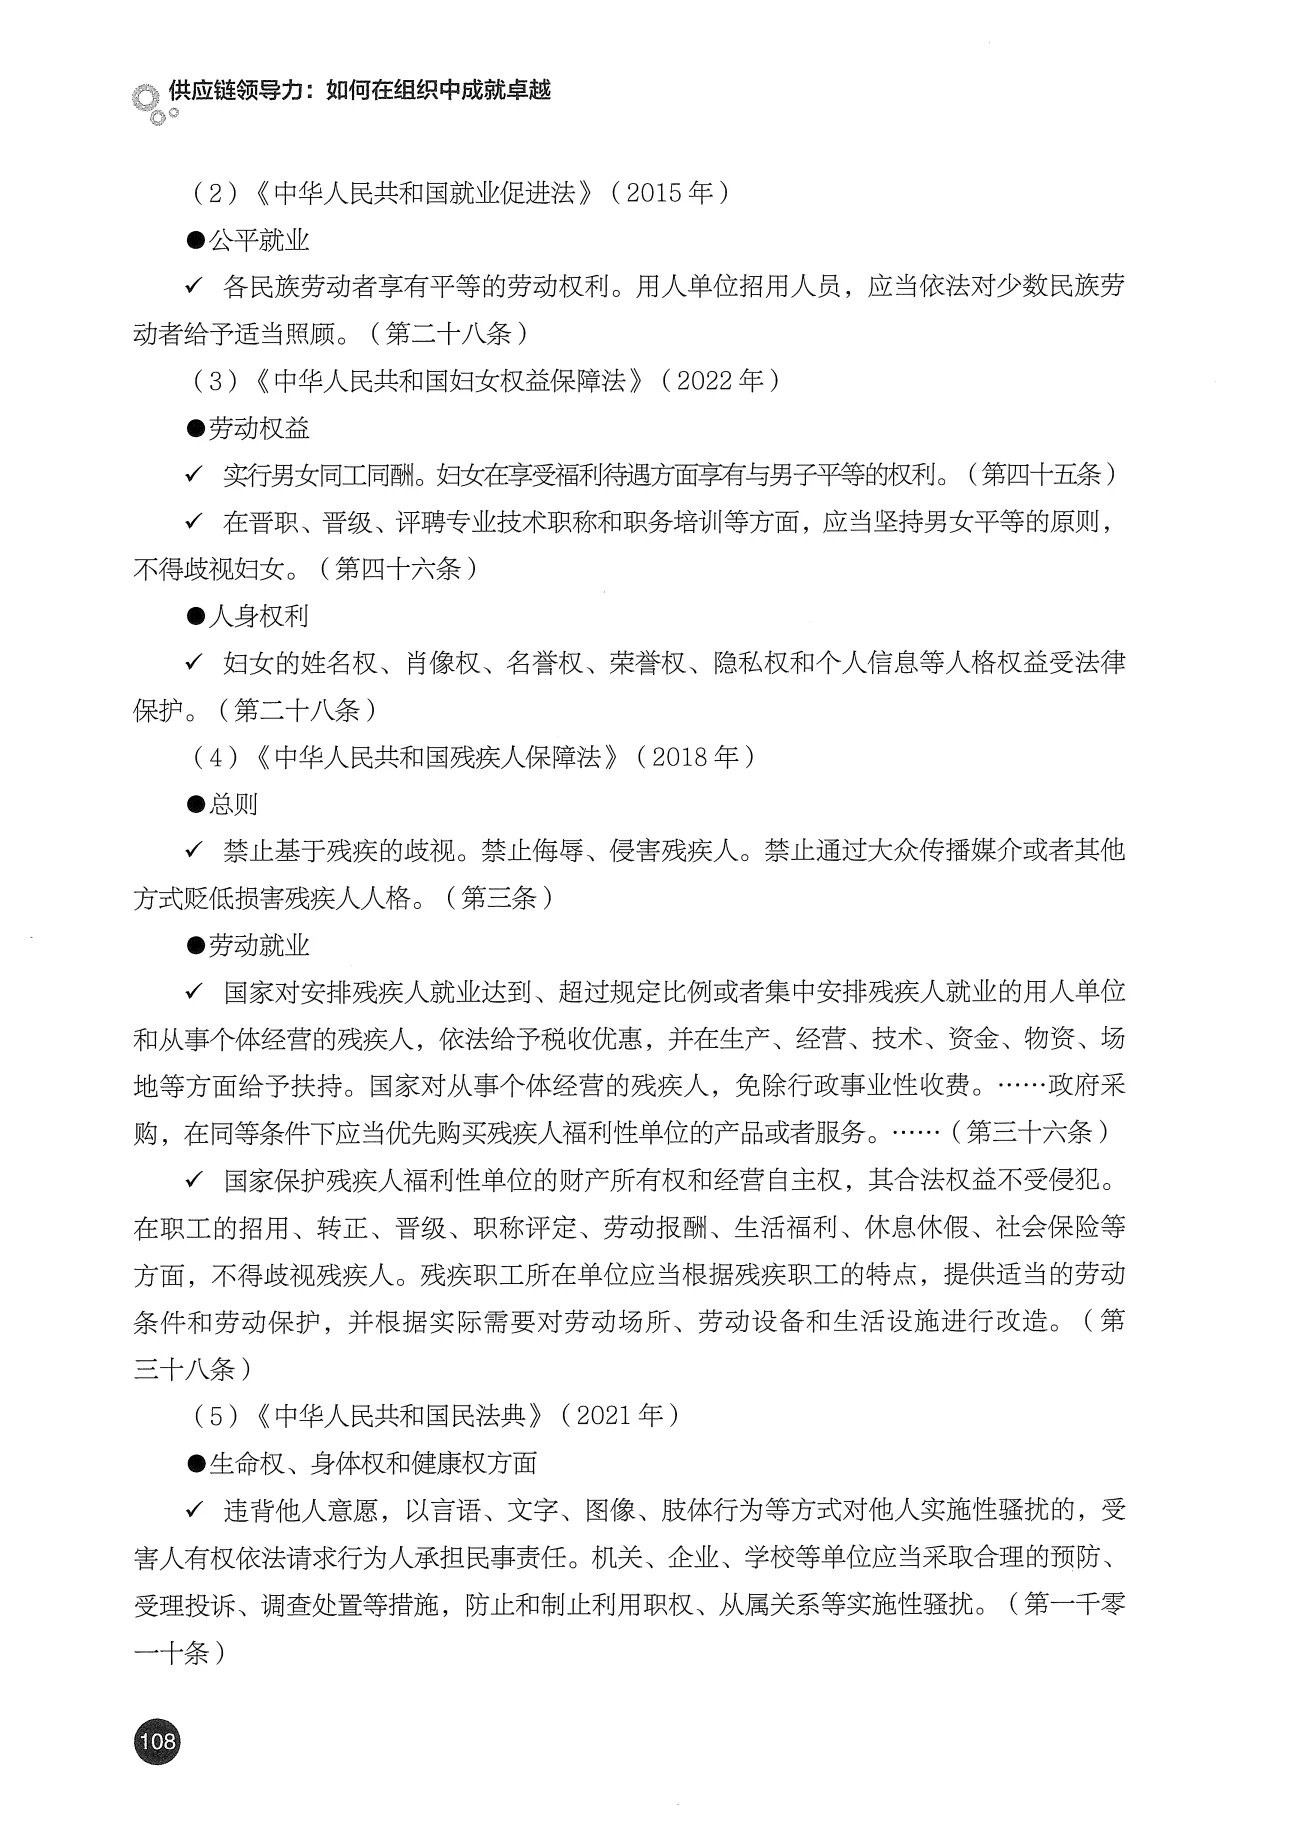 供应链领导力：如何在组织中成就卓越
（2）《中华人民共和国就业促进法》（2015 年）
●公平就业
✓ 各民族劳动者享有平等的劳动权利。用人单位招用人员，应当依法对少数民族劳
动者给予适当照顾。（第二十八条）
（3）《中华人民共和国妇女权益保障法》（2022 年）
●劳动权益
✓ 实行男女同工同酬。妇女在享受福利待遇方面享有与男子平等的权利。（第四十五条）
✓ 在晋职、晋级、评聘专业技术职称和职务培训等方面，应当坚持男女平等的原则，
不得歧视妇女。（第四十六条）
●人身权利
✓ 妇女的姓名权、肖像权、名誉权、荣誉权、隐私权和个人信息等人格权益受法律
保护。（第二十八条）
（4）《中华人民共和国残疾人保障法》（2018 年）
●总则
✓ 禁止基于残疾的歧视。禁止侮辱、侵害残疾人。禁止通过大众传播媒介或者其他
方式贬低损害残疾人人格。（第三条）
●劳动就业
✓ 国家对安排残疾人就业达到、超过规定比例或者集中安排残疾人就业的用人单位
和从事个体经营的残疾人，依法给予税收优惠，并在生产、经营、技术、资金、物资、场
地等方面给予扶持。国家对从事个体经营的残疾人，免除行政事业性收费。……政府采
购，在同等条件下应当优先购买残疾人福利性单位的产品或者服务。……（第三十六条）
✓ 国家保护残疾人福利性单位的财产所有权和经营自主权，其合法权益不受侵犯。
在职工的招用、转正、晋级、职称评定、劳动报酬、生活福利、休息休假、社会保险等
方面，不得歧视残疾人。残疾职工所在单位应当根据残疾职工的特点，提供适当的劳动
条件和劳动保护，并根据实际需要对劳动场所、劳动设备和生活设施进行改造。（第
三十八条）
（5）《中华人民共和国民法典》（2021 年）
●生命权、身体权和健康权方面
✓ 违背他人意愿，以言语、文字、图像、肢体行为等方式对他人实施性骚扰的，受
害人有权依法请求行为人承担民事责任。机关、企业、学校等单位应当采取合理的预防、
受理投诉、调查处置等措施，防止和制止利用职权、从属关系等实施性骚扰。（第一千零
一十条）
108